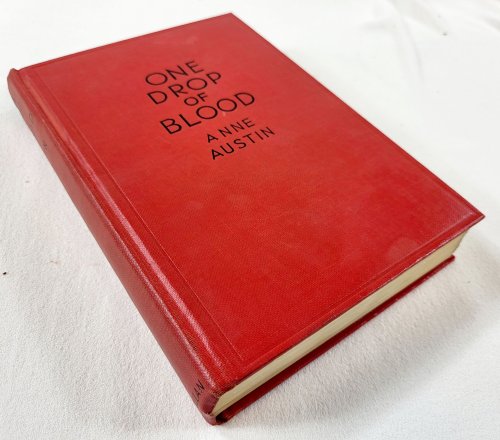 ONE
DROP
OF
BLOOD
ANNE
AUSTIN